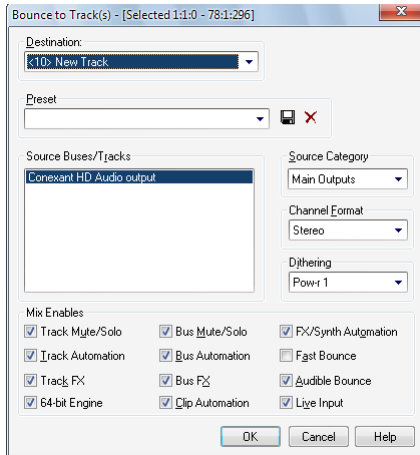 Bounce to Track(s) - [Selected 1:1:0 - 78:1:296]
Destination:
<10> New Track
Preset
Source Buses/Tracks
Conexant HD Audio output
Source Category
Main Outputs
Channel Format
Stereo
Dithering
Pow-r 1
Mix Enables
Track Mute/Solo
Bus Mute/Solo
FX/Synth Automation
Track Automation
Bus Automation
Fast Bounce
Track FX
Bus FX
Audible Bounce
64-bit Engine
Clip Automation
Live Input
OK
Cancel
Help